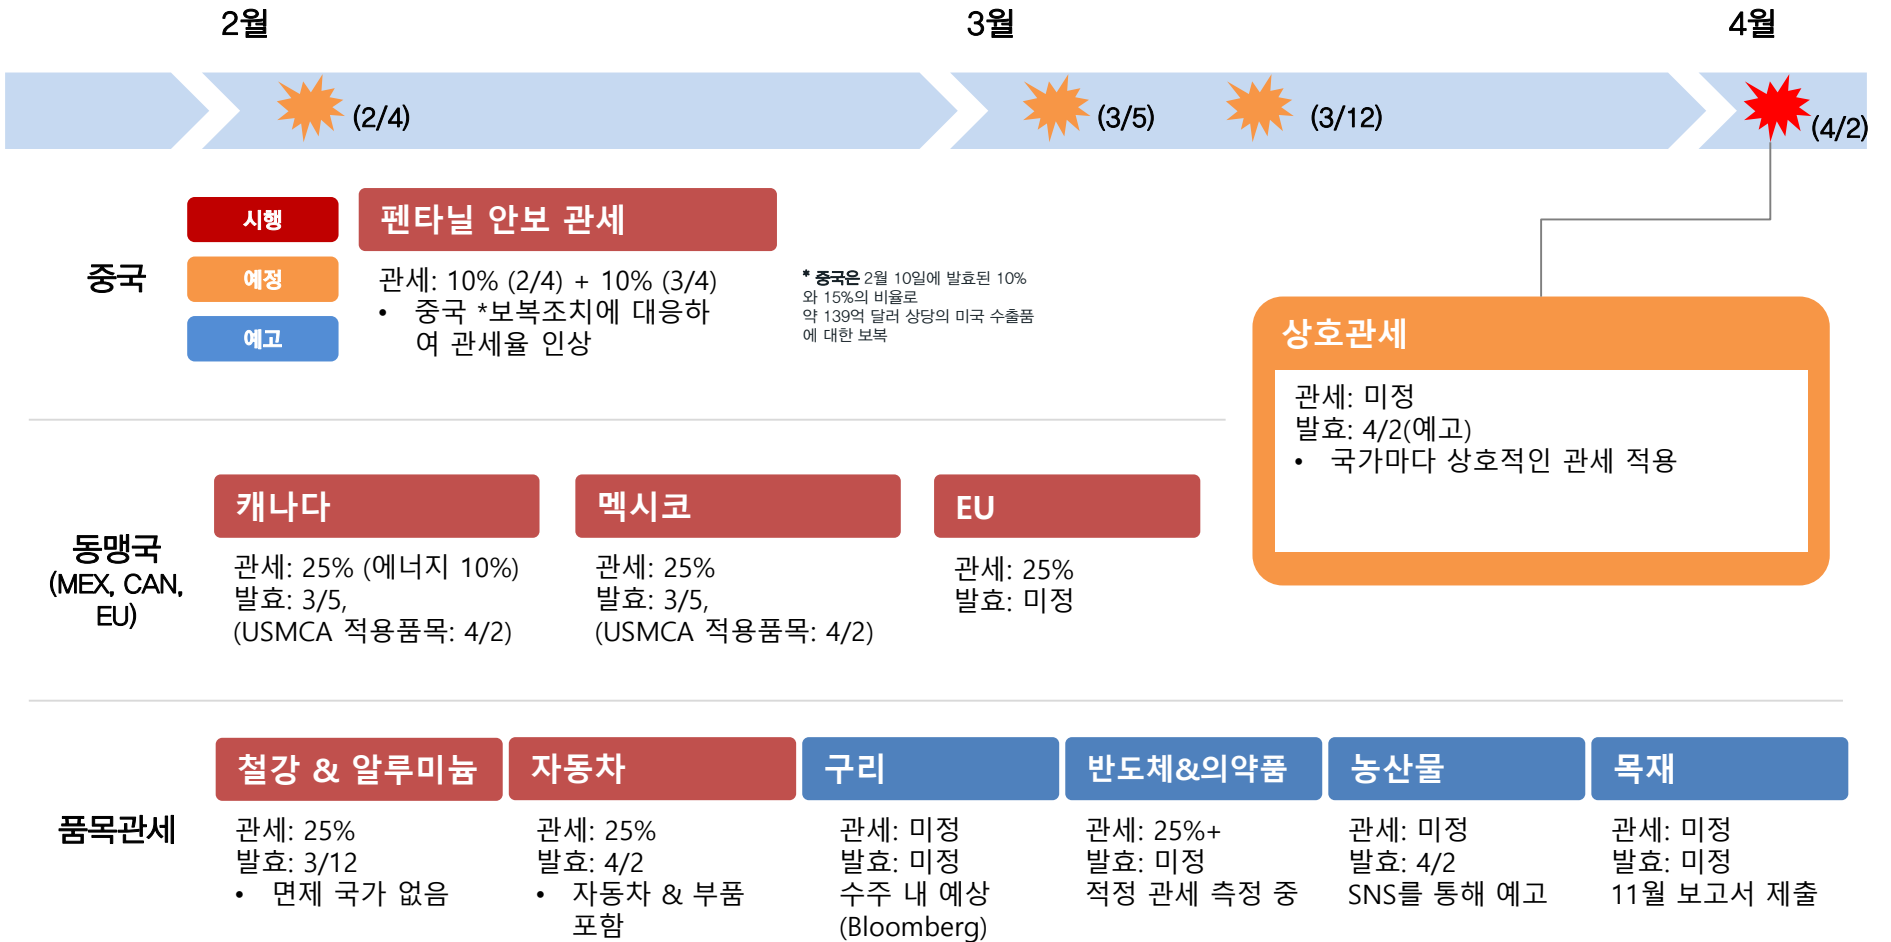 2월
3월
4월
(2/4)
(3/5)
(3/12)
(4/2)
중국
시행
예정
예고
펜타닐 안보 관세
관세: 10% (2/4) + 10% (3/4)
• 중국 *보복조치에 대응하
여 관세율 인상
* 중국은 2월 10일에 발효된 10%
와 15%의 비율로
약 139억 달러 상당의 미국 수출품
에 대한 보복
상호관세
관세: 미정
발효: 4/2(예고)
• 국가마다 상호적인 관세 적용
동맹국
(MEX, CAN,
EU)
캐나다
관세: 25% (에너지 10%)
발효: 3/5,
(USMCA 적용품목: 4/2)
멕시코
관세: 25%
발효: 3/5,
(USMCA 적용품목: 4/2)
EU
관세: 25%
발효: 미정
품목관세
철강 & 알루미늄
관세: 25%
발효: 3/12
• 면제 국가 없음
자동차
관세: 25%
발효: 4/2
• 자동차 & 부품
포함
구리
관세: 미정
발효: 미정
수주 내 예상
(Bloomberg)
반도체&의약품
관세: 25%+
발효: 미정
적정 관세 측정 중
농산물
관세: 미정
발효: 4/2
SNS를 통해 예고
목재
관세: 미정
발효: 미정
11월 보고서 제출